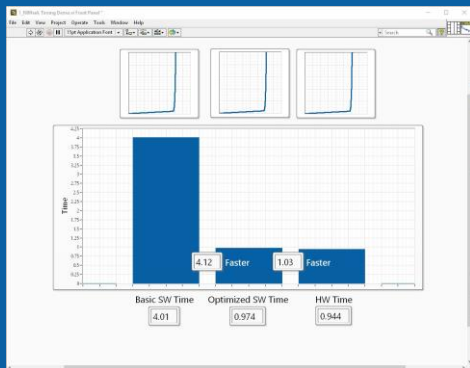 File Edit View Project Operate Tools Window Help
15pt Application Font
Search
4.25
4
3.75
3.5
3.25
3
2.75
2.5
2.25
2
1.75
1.5
1.25
1
0.75
0.5
0.25
0
Time
4.12 Faster 1.03 Faster
Basic SW Time Optimized SW Time HW Time
4.01 0.974 0.944